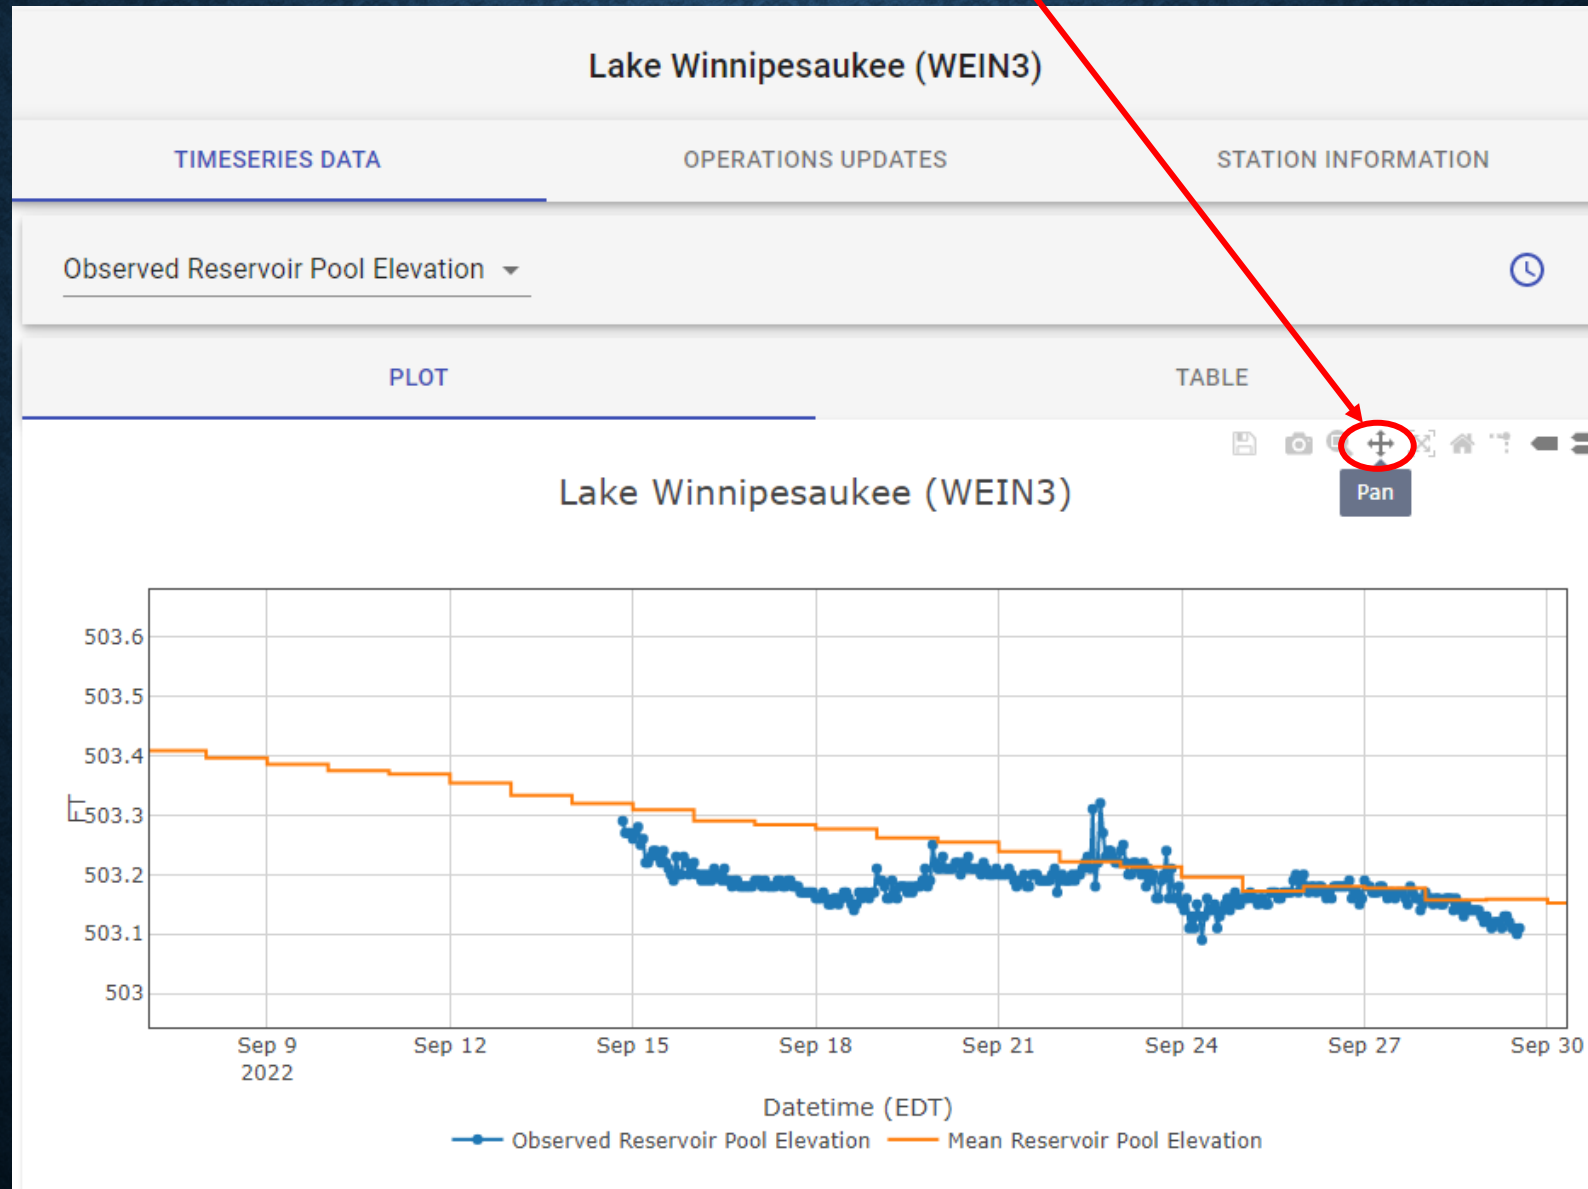 Lake Winnipesaukee (WEIN3)
TIMESERIES DATA
OPERATIONS UPDATES
STATION INFORMATION
Observed Reservoir Pool Elevation
PLOT
TABLE
Pan
Lake Winnipesaukee (WEIN3)
503.6
503.5
503.4
503.3
503.2
503.1
503
FT
Sep 9
2022
Sep 12
Sep 15
Sep 18
Sep 21
Sep 24
Sep 27
Sep 30
Datetime (EDT)
Observed Reservoir Pool Elevation
Mean Reservoir Pool Elevation